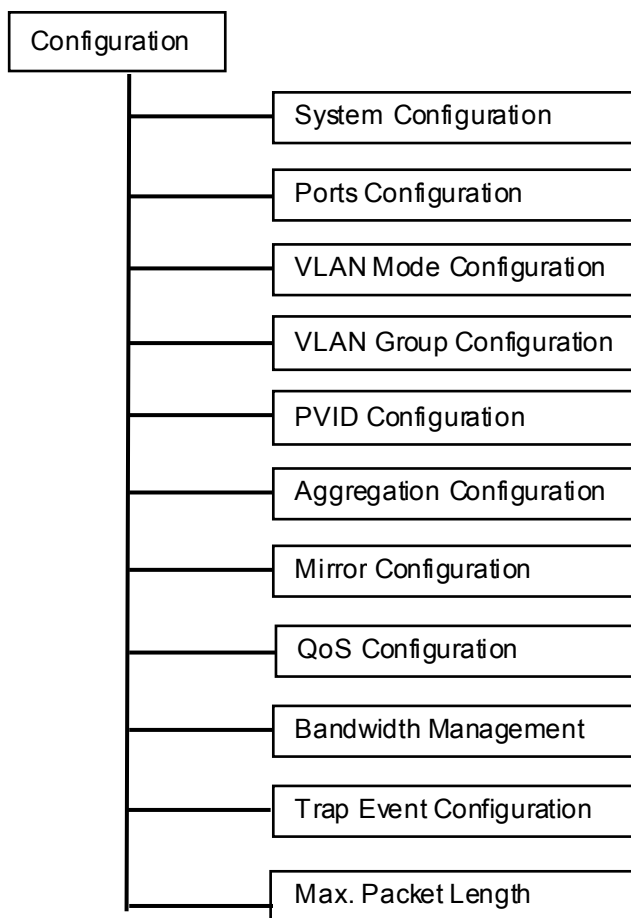 Configuration
System Configuration
Ports Configuration
VLAN Mode Configuration
VLAN Group Configuration
PVID Configuration
Aggregation Configuration
Mirror Configuration
QoS Configuration
Bandwidth Management
Trap Event Configuration
Max. Packet Length